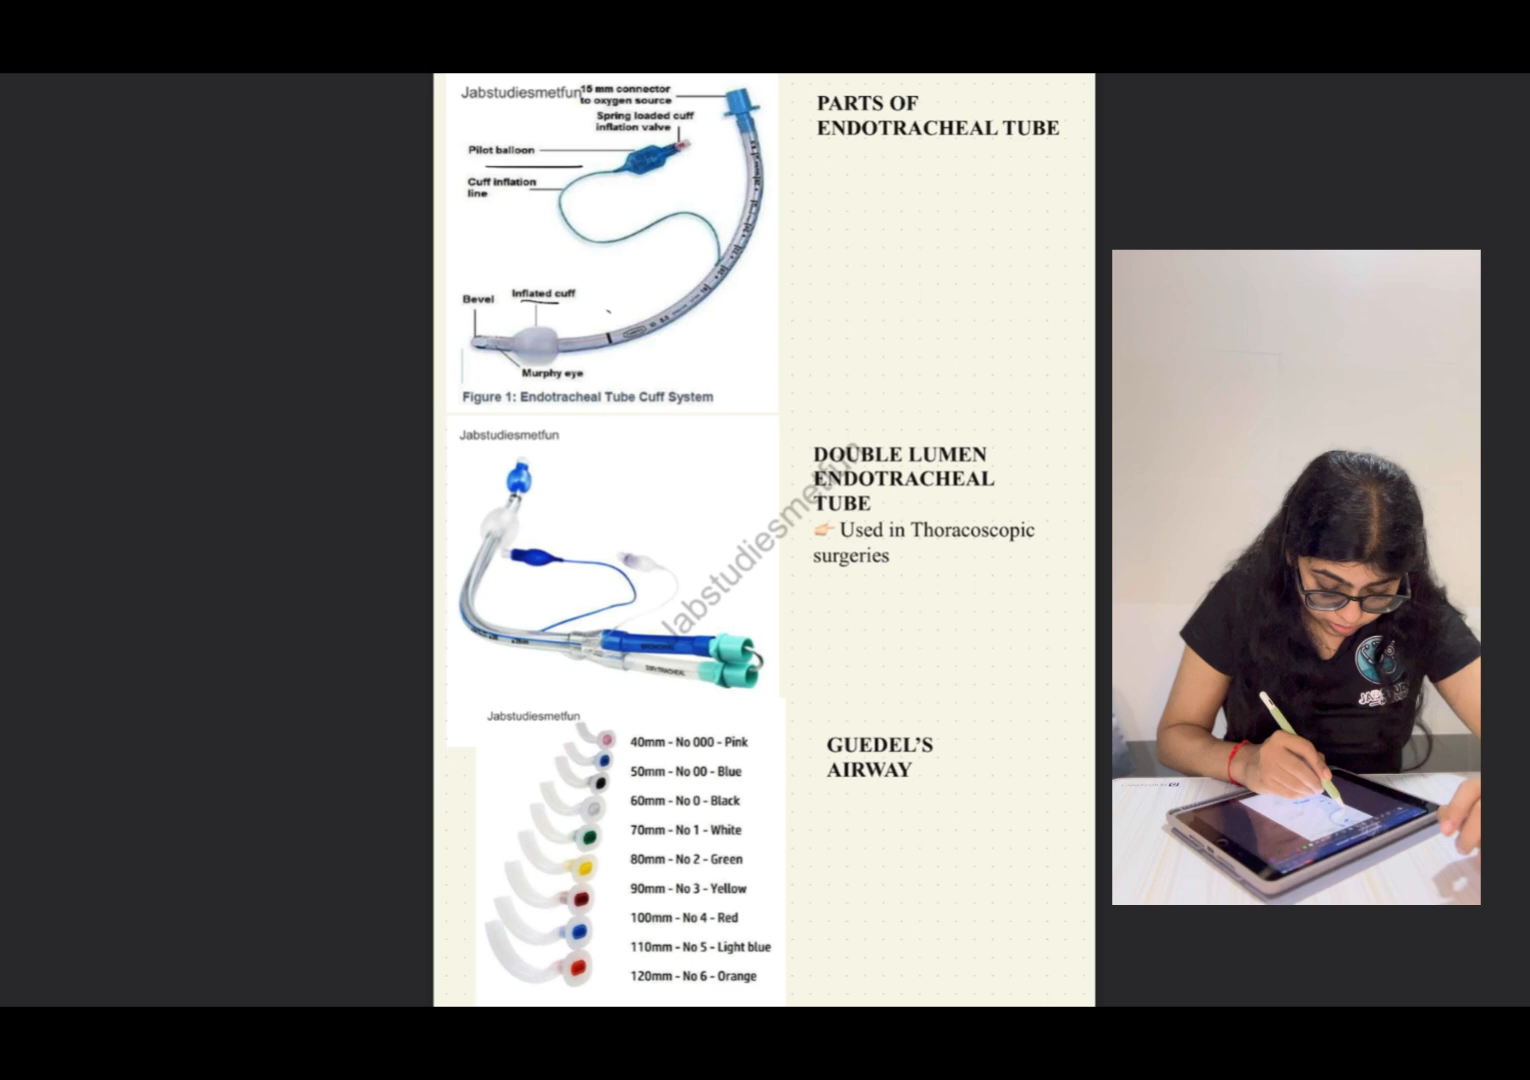 Jabstudiesmetfun
15 mm connector
to oxygen source
Spring loaded cuff
inflation valve
Pilot balloon
Cuff inflation
line
Bevel
Inflated cuff
Murphy eye
Figure 1: Endotracheal Tube Cuff System
PARTS OF
ENDOTRACHEAL TUBE
Jabstudiesmetfun
DOUBLE LUMEN
ENDOTRACHEAL
TUBE
👉 Used in Thoracoscopic
surgeries
Jabstudiesmetfun
Jabstudiesmetfun
40mm - No 000 - Pink
50mm - No 00 - Blue
60mm - No 0 - Black
70mm - No 1 - White
80mm - No 2 - Green
90mm - No 3 - Yellow
100mm - No 4 - Red
110mm - No 5 - Light blue
120mm - No 6 - Orange
GUEDEL’S
AIRWAY